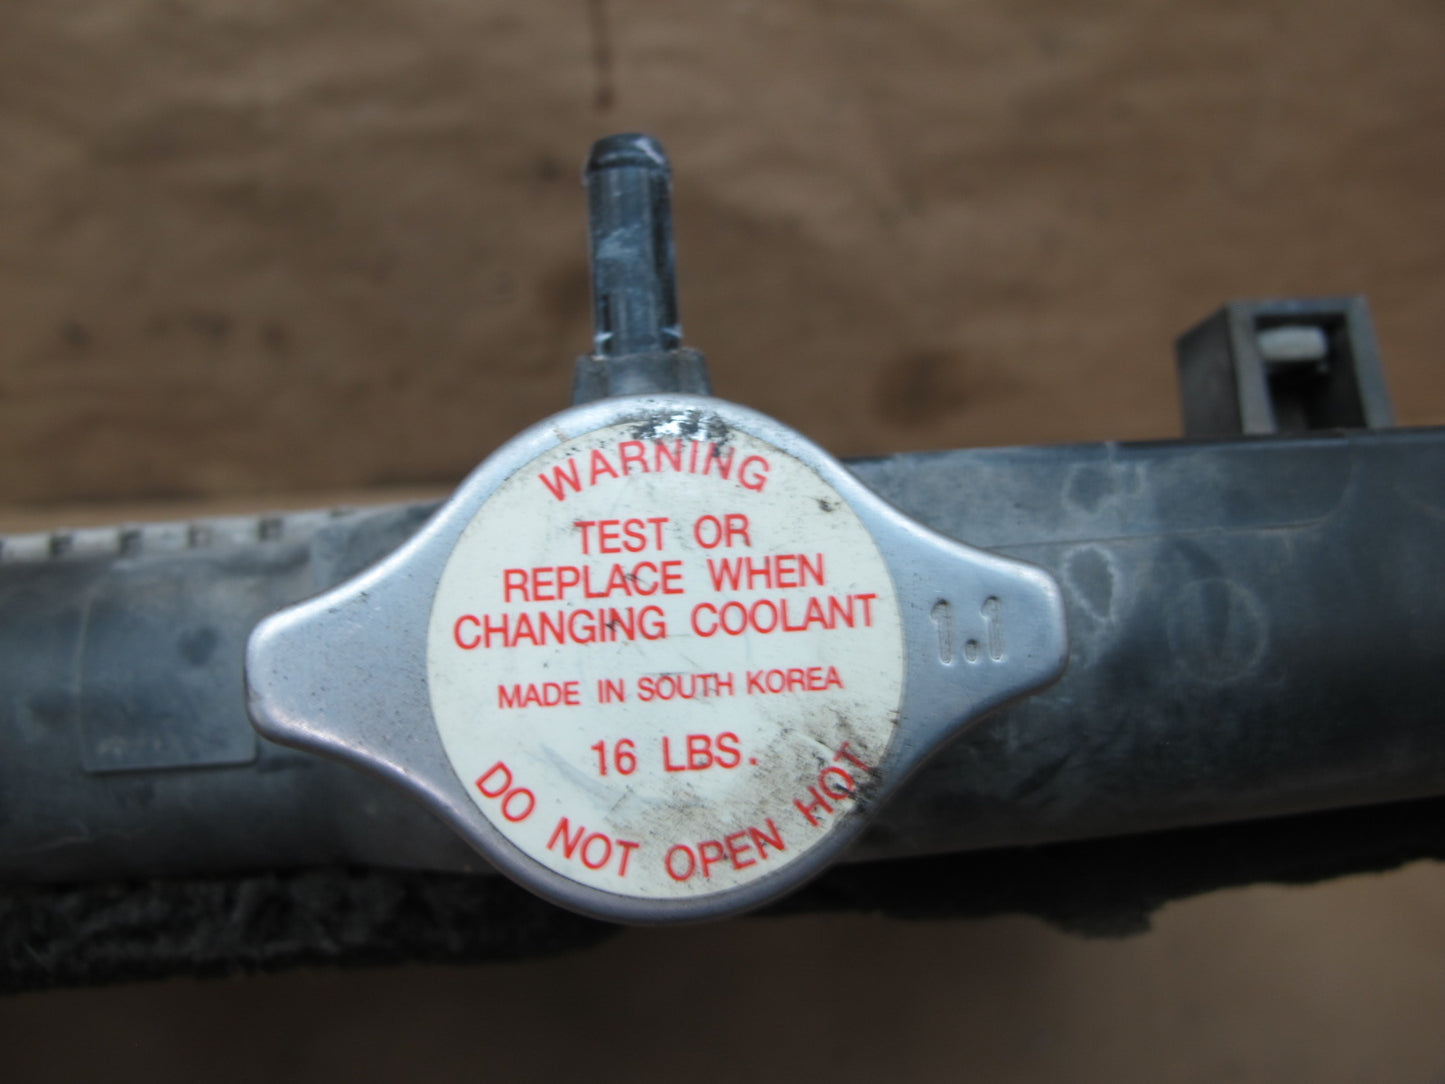 WARNING
TEST OR
REPLACE WHEN
CHANGING COOLANT
1.1
MADE IN SOUTH KOREA
16 LBS.
DO NOT OPEN HOT